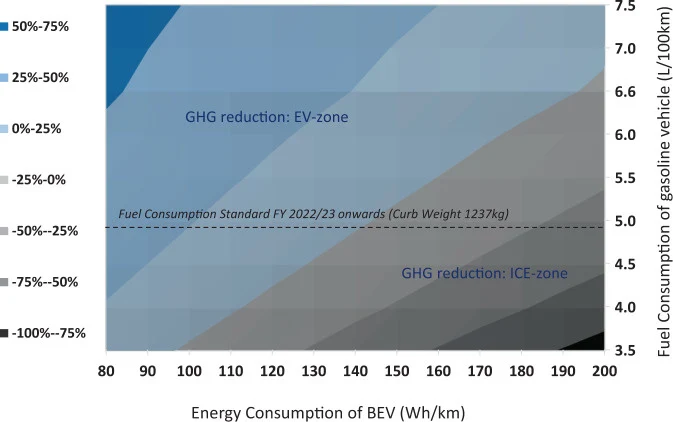 50%-75%
25%-50%
0%-25%
-25%-0%
-50%--25%
-75%--50%
-100%--75%
GHG reduction: EV-zone
Fuel Consumption Standard FY 2022/23 onwards (Curb Weight 1237kg)
GHG reduction: ICE-zone
7.5
7.0
6.6
6.0
5.5
5.0
4.5
4.0
3.5
Fuel Consumption of gasoline vehicle (L/100km)
80 90 100 110 120 130 140 150 160 170 180 190 200
Energy Consumption of BEV (Wh/km)